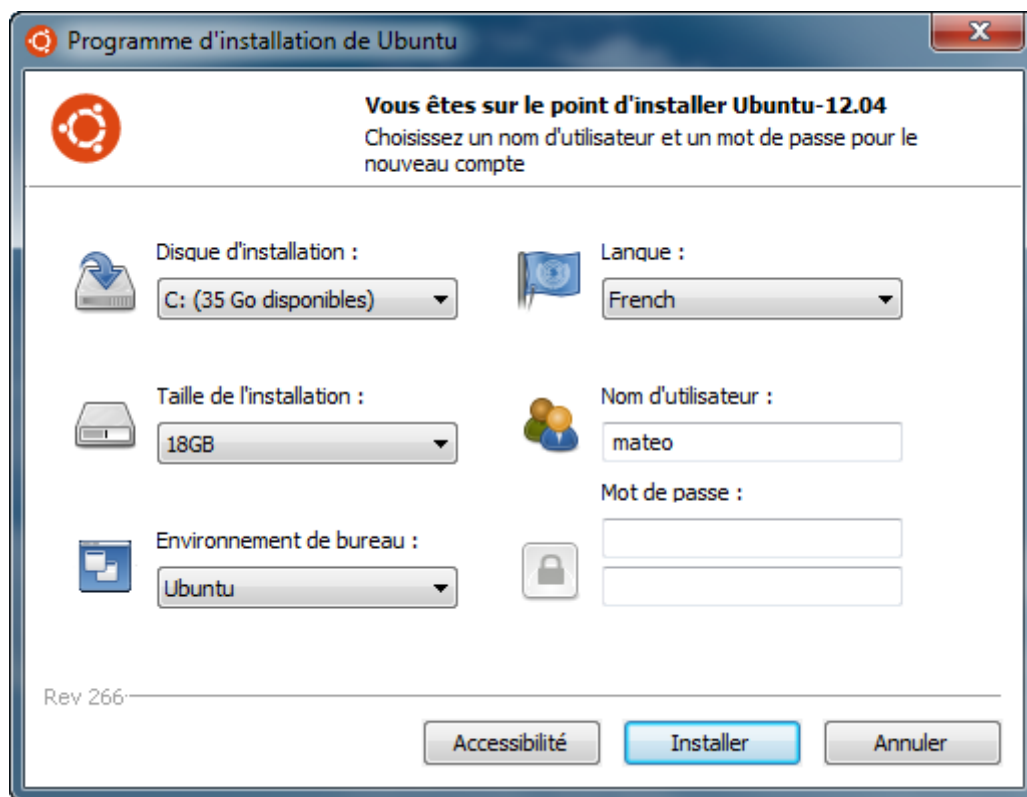 Programme d'installation de Ubuntu
Vous êtes sur le point d'installer Ubuntu-12.04
Choisissez un nom d'utilisateur et un mot de passe pour le
nouveau compte
Disque d'installation :
C: (35 Go disponibles)
Langue :
French
Taille de l'installation :
18GB
Nom d'utilisateur :
mateo
Mot de passe :
Environnement de bureau :
Ubuntu
Rev 266
Accessibilité
Installer
Annuler